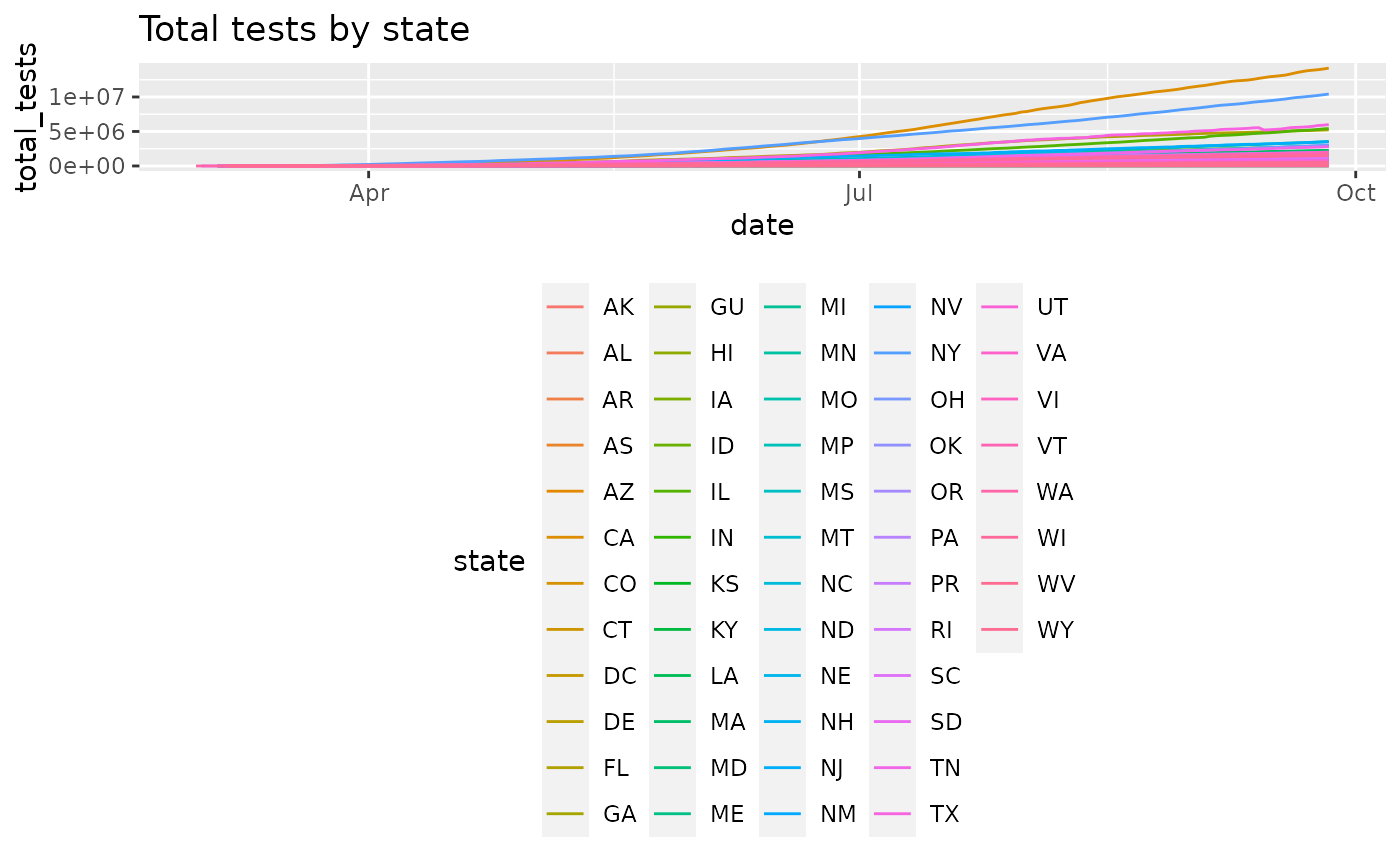 Total tests by state
total_tests
1e+07
5e+06
0e+00
Apr Jul Oct
date
state
AK GU MI NV UT
AL HI MN NY VA
AR IA MO OH VI
AS ID MP OK VT
AZ IL MS OR WA
CA IN MT PA WI
CO KS NC PR WV
CT KY ND RI WY
DC LA NE SC
DE MA NH SD
FL MD NJ TN
GA ME NM TX